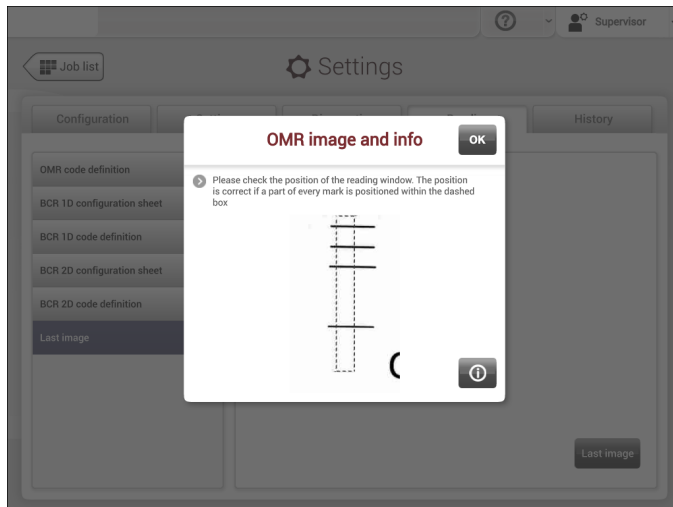 Supervisor
Job list
Settings
Configuration
History
OMR code definition
BCR 1D configuration sheet
BCR 1D code definition
BCR 2D configuration sheet
BCR 2D code definition
Last image
OMR image and info
OK
Please check the position of the reading window. The position
is correct if a part of every mark is positioned within the dashed
box
Last image